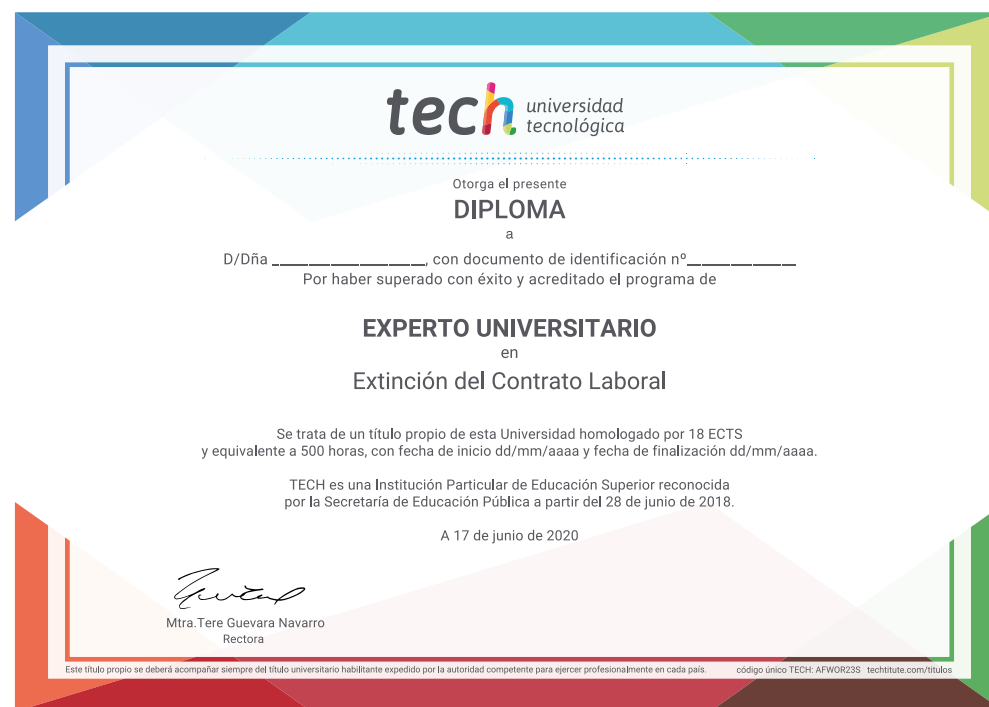 tech universidad
tecnológica
Otorga el presente
DIPLOMA
a
D/Dña ____________________, con documento de identificación nº______________
Por haber superado con éxito y acreditado el programa de
EXPERTO UNIVERSITARIO
en
Extinción del Contrato Laboral
Se trata de un título propio de esta Universidad homologado por 18 ECTS
y equivalente a 500 horas, con fecha de inicio dd/mm/aaaa y fecha de finalización dd/mm/aaaa.
TECH es una Institución Particular de Educación Superior reconocida
por la Secretaría de Educación Pública a partir del 28 de junio de 2018.
A 17 de junio de 2020
Mtra.Tere Guevara Navarro
Rectora
Este título propio se deberá acompañar siempre del título universitario habilitante expedido por la autoridad competente para ejercer profesionalmente en cada país. código único TECH: AFWOR23S techtitute.com/titulos